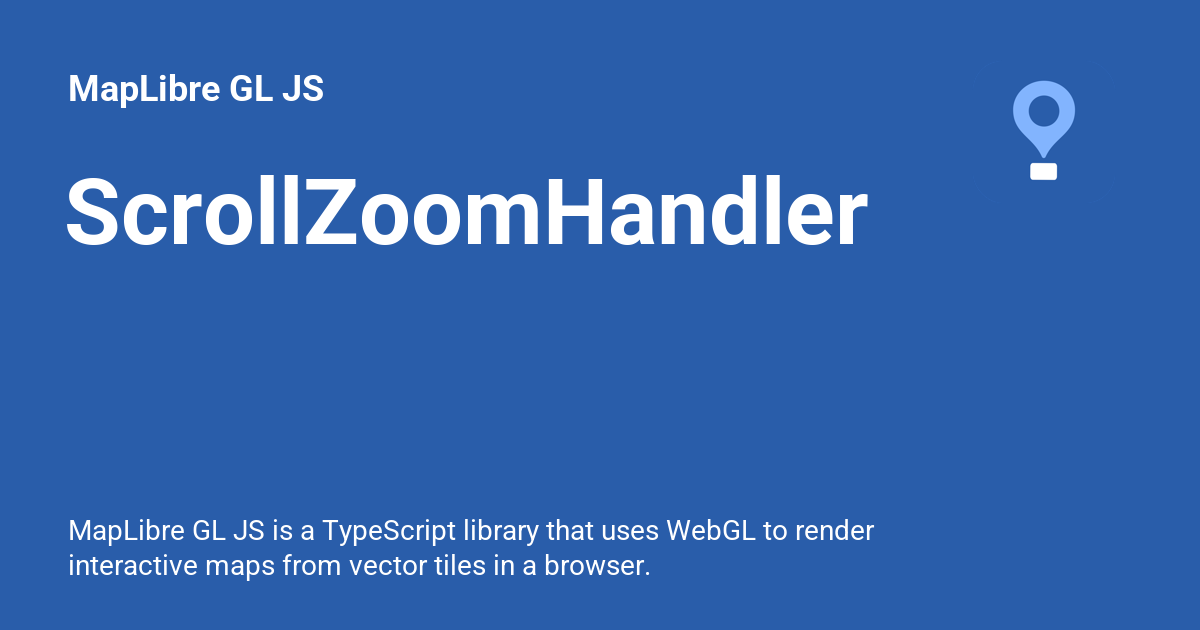 MapLibre GL JS
ScrollZoomHandler
MapLibre GL JS is a TypeScript library that uses WebGL to render
interactive maps from vector tiles in a browser.